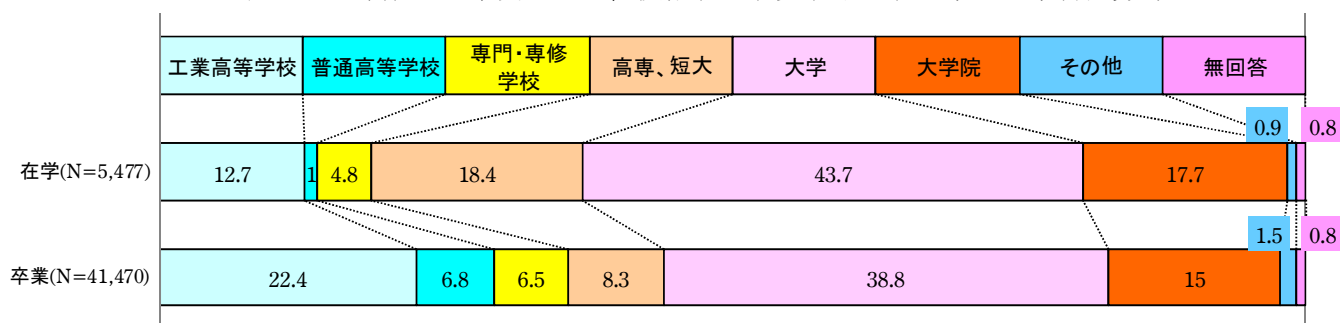 工業高等学校 普通高等学校 専門・専修学校 高専、短大 大学 大学院 その他 無回答
0.9 0.8
在学(N=5,477) 12.7 1 4.8 18.4 43.7 17.7
1.5 0.8
卒業(N=41,470) 22.4 6.8 6.5 8.3 38.8 15